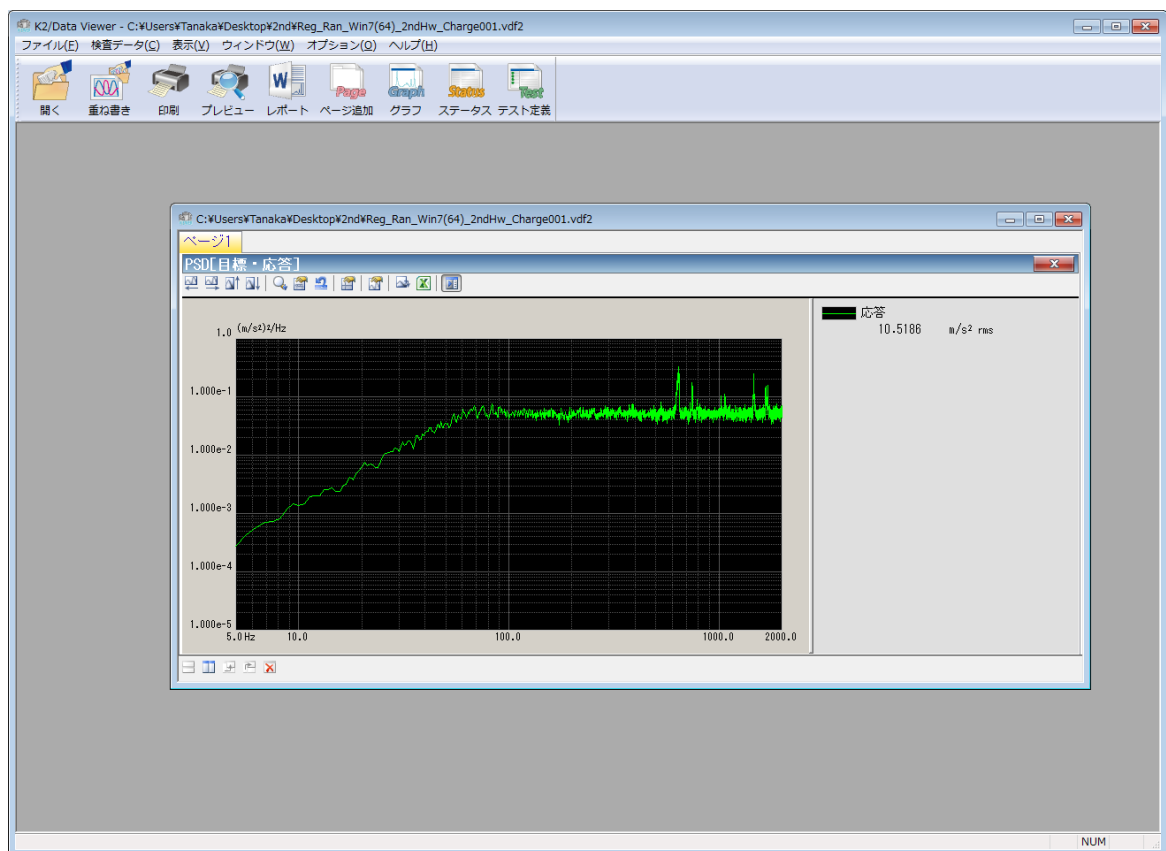 K2/Data Viewer - C:¥Users¥Tanaka¥Desktop¥2nd¥Reg_Ran_Win7(64)_2ndHw_Charge001.vdf2
ファイル(F) 検査データ(C) 表示(V) ウィンドウ(W) オプション(O) ヘルプ(H)
W Page Graph Status Test
開く 重ね書き 印刷 プレビュー レポート ページ追加 グラフ ステータス テスト定義
C:¥Users¥Tanaka¥Desktop¥2nd¥Reg_Ran_Win7(64)_2ndHw_Charge001.vdf2
ページ1
PSD[目標・応答]
1.0 (m/s²)²/Hz
1.000e-1
1.000e-2
1.000e-3
1.000e-4
1.000e-5
5.0 Hz 10.0 100.0 1000.0 2000.0
応答
10.5186 m/s² rms
NUM